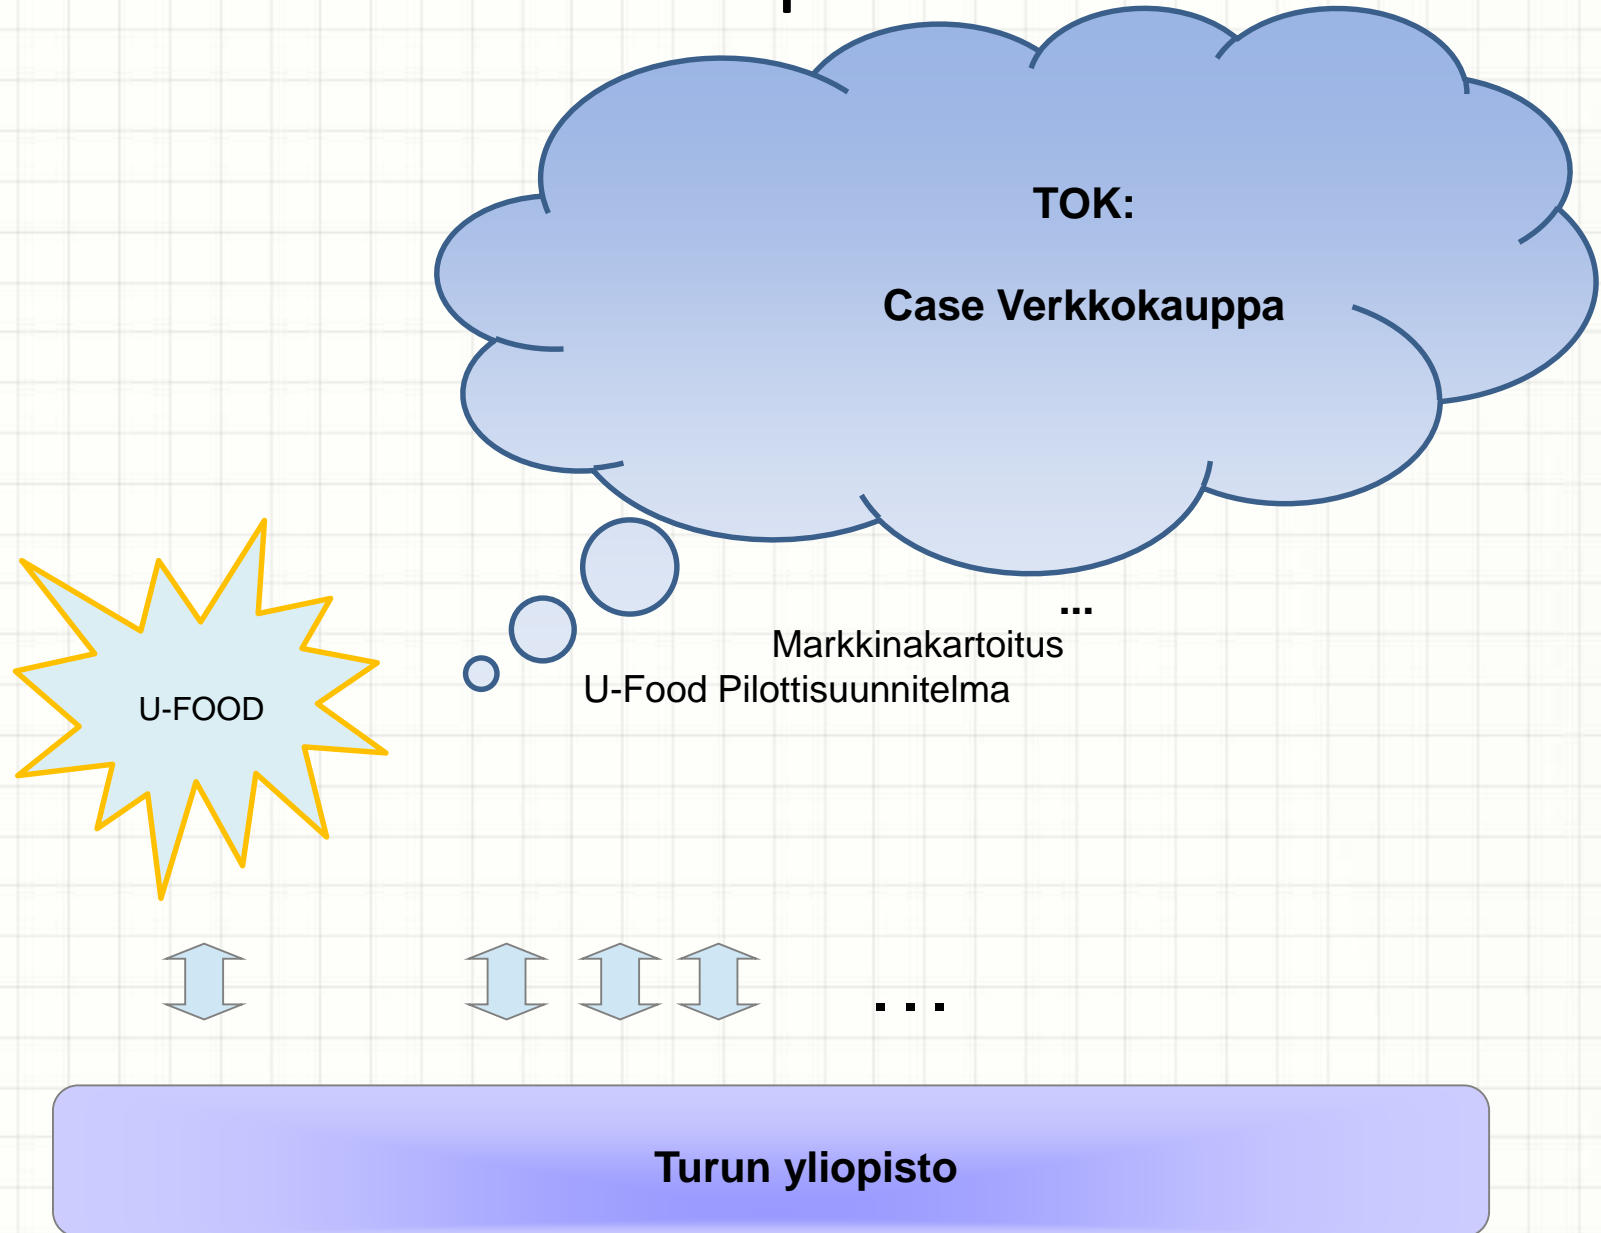 TOK:
Case Verkkokauppa
...
Markkinakartoitus
U-Food Pilottisuunnitelma
U-FOOD
. . .
Turun yliopisto